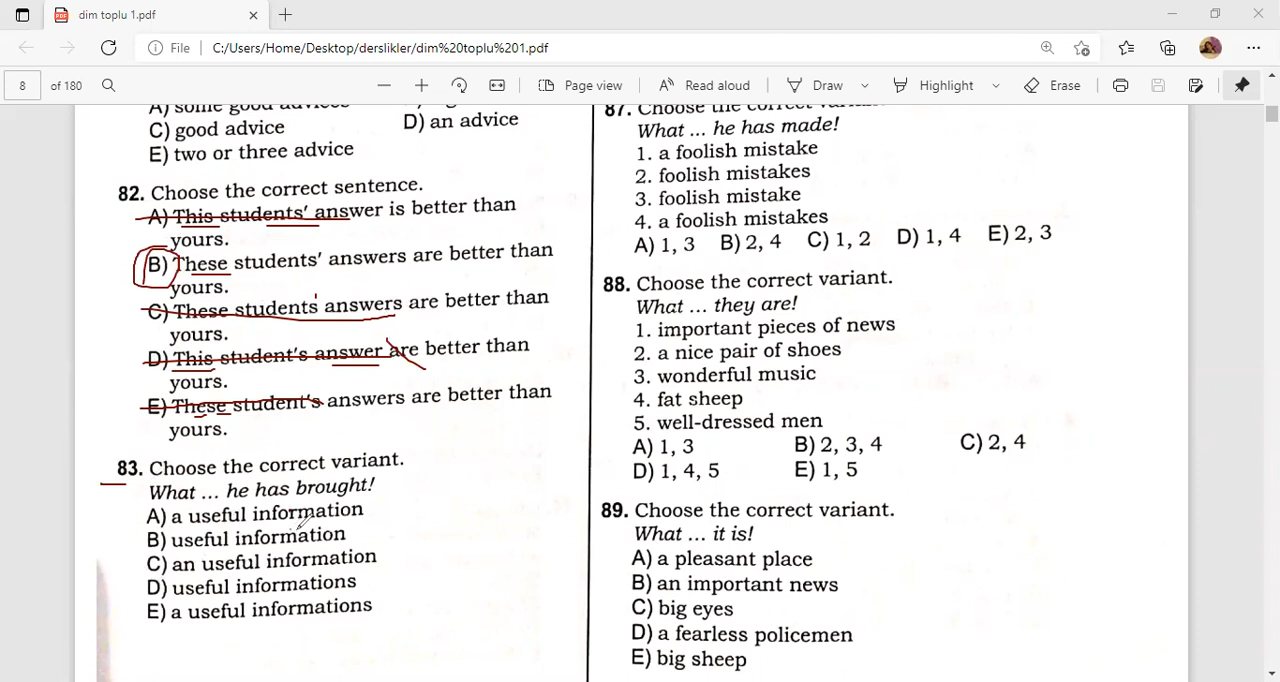 dim toplu 1.pdf
File
C:/Users/Home/Desktop/derslikler/dim%20toplu%201.pdf
8 of 180
Page view
Read aloud
Draw
Highlight
Erase
A) some good advices
C) good advice
D) an advice
E) two or three advice
82. Choose the correct sentence.
A) This students' answer is better than
yours.
B) These students' answers are better than
yours.
C) These students answers are better than
yours.
D) This student's answer are better than
yours.
E) These student's answers are better than
yours.
83. Choose the correct variant.
What ... he has brought!
A) a useful information
B) useful information
C) an useful information
D) useful informations
E) a useful informations
87. Choose the correct variant.
What ... he has made!
1. a foolish mistake
2. foolish mistakes
3. foolish mistake
4. a foolish mistakes
A) 1, 3 B) 2, 4 C) 1, 2 D) 1, 4 E) 2, 3
88. Choose the correct variant.
What ... they are!
1. important pieces of news
2. a nice pair of shoes
3. wonderful music
4. fat sheep
5. well-dressed men
A) 1, 3 B) 2, 3, 4 C) 2, 4
D) 1, 4, 5 E) 1, 5
89. Choose the correct variant.
What ... it is!
A) a pleasant place
B) an important news
C) big eyes
D) a fearless policemen
E) big sheep